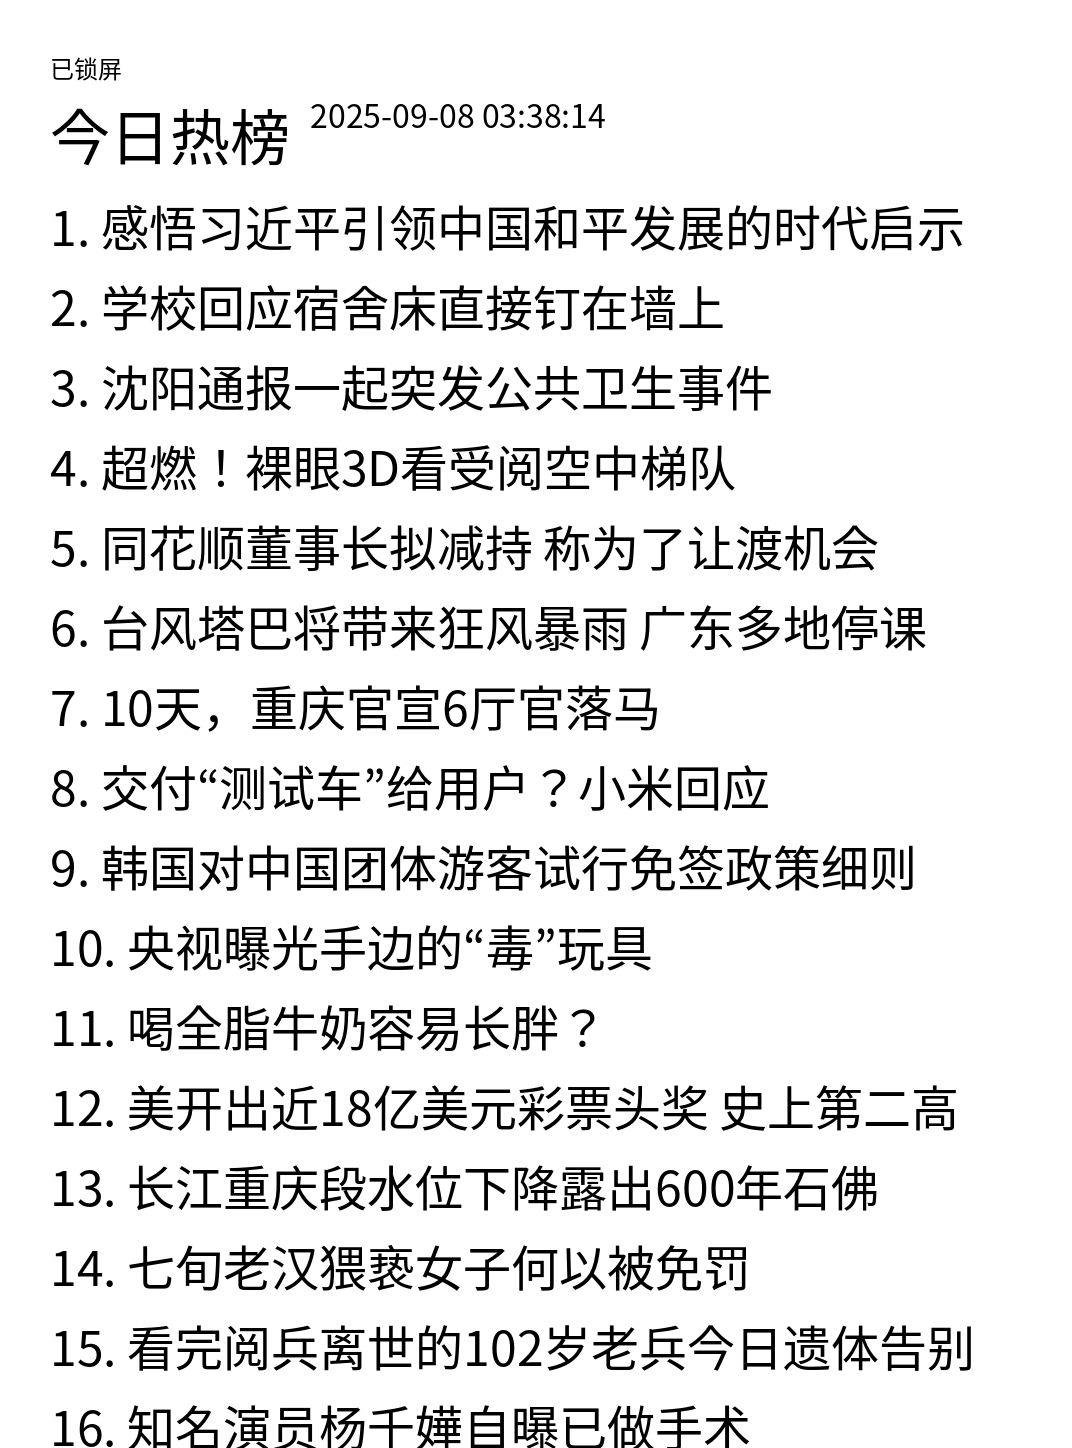 已锁屏
今日热榜 2025-09-08 03:38:14
1. 感悟习近平引领中国和平发展的时代启示
2. 学校回应宿舍床直接钉在墙上
3. 沈阳通报一起突发公共卫生事件
4. 超燃！裸眼3D看受阅空中梯队
5. 同花顺董事长拟减持 称为了让渡机会
6. 台风塔巴将带来狂风暴雨 广东多地停课
7. 10天，重庆官宣6厅官落马
8. 交付“测试车”给用户？小米回应
9. 韩国对中国团体游客试行免签政策细则
10. 央视曝光手边的“毒”玩具
11. 喝全脂牛奶容易长胖？
12. 美开出近18亿美元彩票头奖 史上第二高
13. 长江重庆段水位下降露出600年石佛
14. 七旬老汉猥亵女子何以被免罚
15. 看完阅兵离世的102岁老兵今日遗体告别
16. 知名演员杨千嬅自曝已做手术